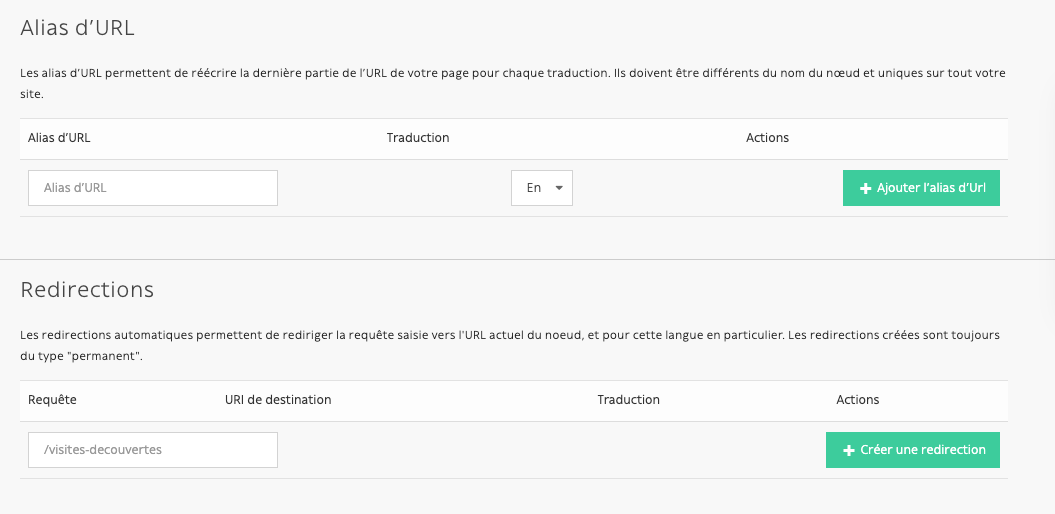 Alias d’URL
Les alias d’URL permettent de réécrire la dernière partie de l’URL de votre page pour chaque traduction. Ils doivent être différents du nom du nœud et uniques sur tout votre
site.
Alias d’URL Traduction Actions
Alias d’URL En Ajouter l’alias d’Url
Redirections
Les redirections automatiques permettent de rediriger la requête saisie vers l'URL actuel du noeud, et pour cette langue en particulier. Les redirections créées sont toujours
du type "permanent".
Requête URI de destination Traduction Actions
/visites-decouvertes Créer une redirection